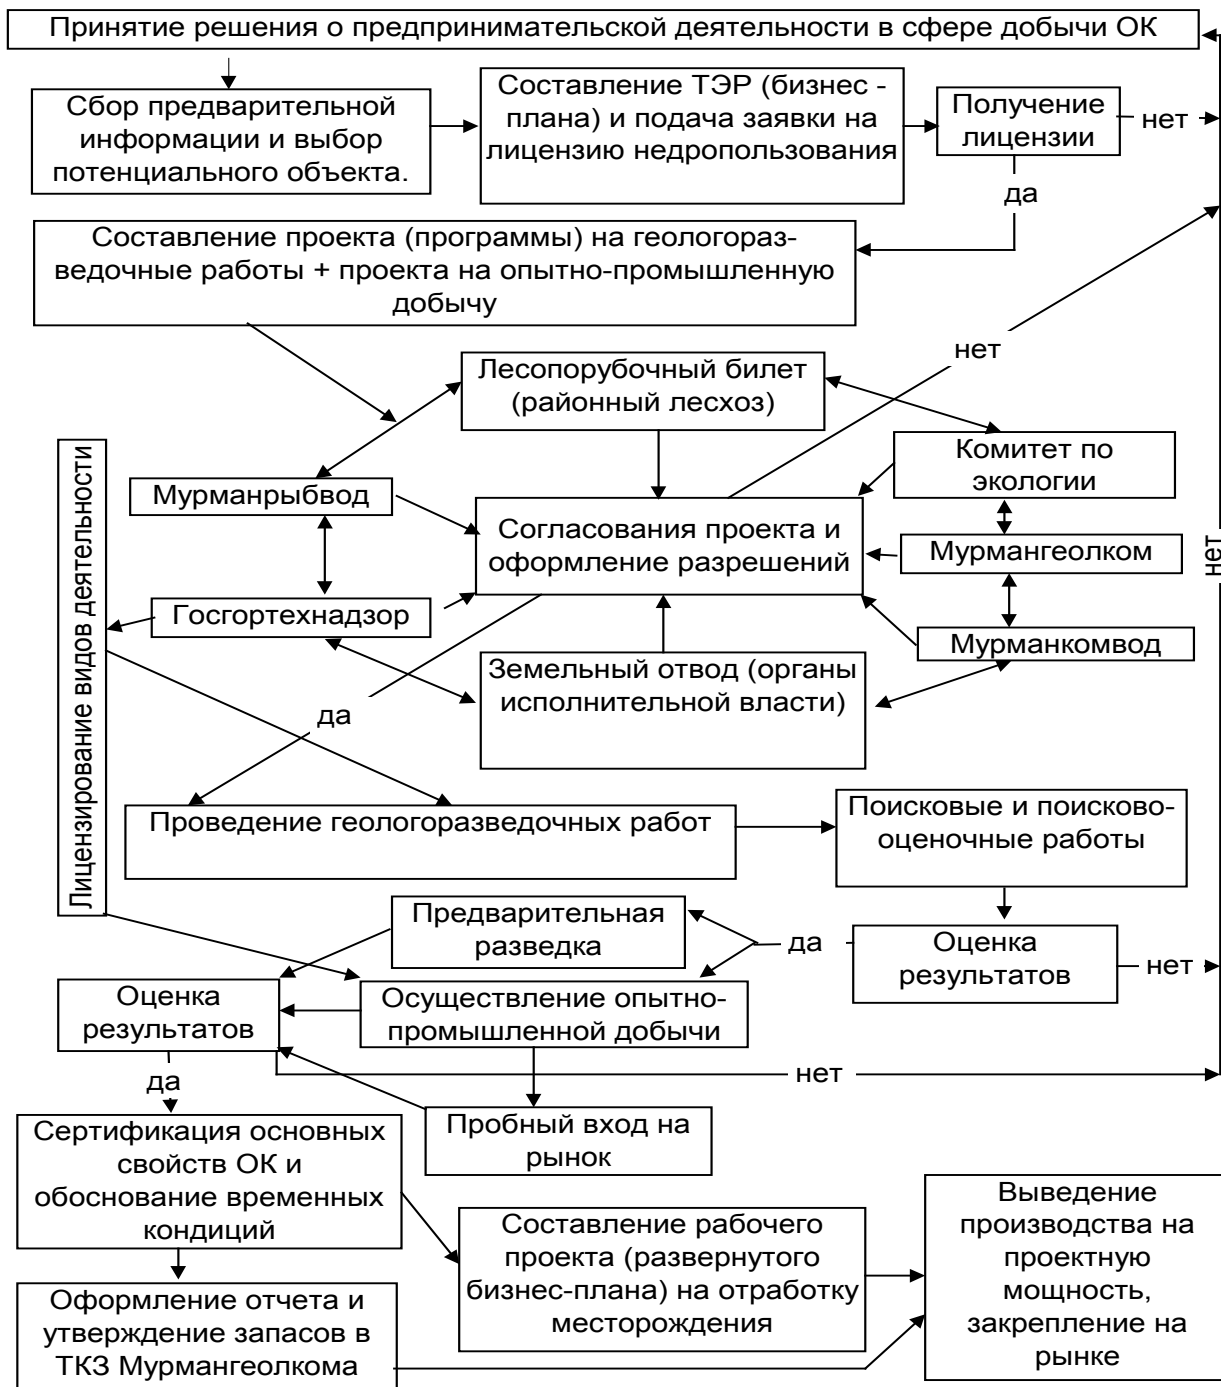 Принятие решения о предпринимательской деятельности в сфере добычи ОК
Сбор предварительной
информации и выбор
потенциального объекта.
Составление ТЭР (бизнес -
плана) и подача заявки на
лицензию недропользования
Получение
лицензии
нет
да
Составление проекта (программы) на геологораз-
ведочные работы + проекта на опытно-промышленную
добычу
нет
Лесопорубочный билет
(районный лесхоз)
Комитет по
экологии
Мурманрыбвод
Согласования проекта и
оформление разрешений
Мурмангеолком
нет
Лицензирование видов деятельности
Госгортехнадзор
Мурманкомвод
Земельный отвод (органы
исполнительной власти)
да
Проведение геологоразведочных работ
Поисковые и поисково-
оценочные работы
Предварительная
разведка
да
Оценка
результатов
нет
Оценка
результатов
Осуществление опытно-
промышленной добычи
да
нет
Пробный вход на
рынок
Сертификация основных
свойств ОК и
обоснование временных
кондиций
Составление рабочего
проекта (развернутого
бизнес-плана) на отработку
месторождения
Выведение
производства на
проектную
мощность,
закрепление на
рынке
Оформление отчета и
утверждение запасов в
ТКЗ Мурмангеолкома